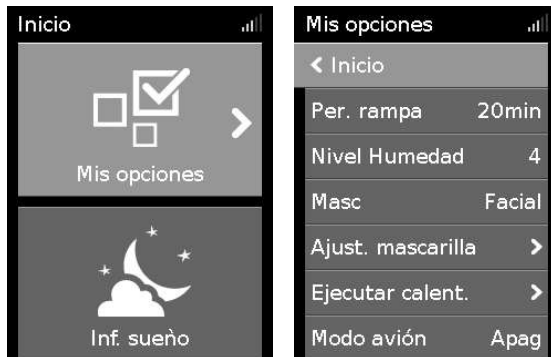 Inicio
Mis opciones
Inf. sueño
Mis opciones
Inicio
Per. rampa 20min
Nivel Humedad 4
Masc Facial
Ajust. mascarilla
Ejecutar calent.
Modo avión Apag